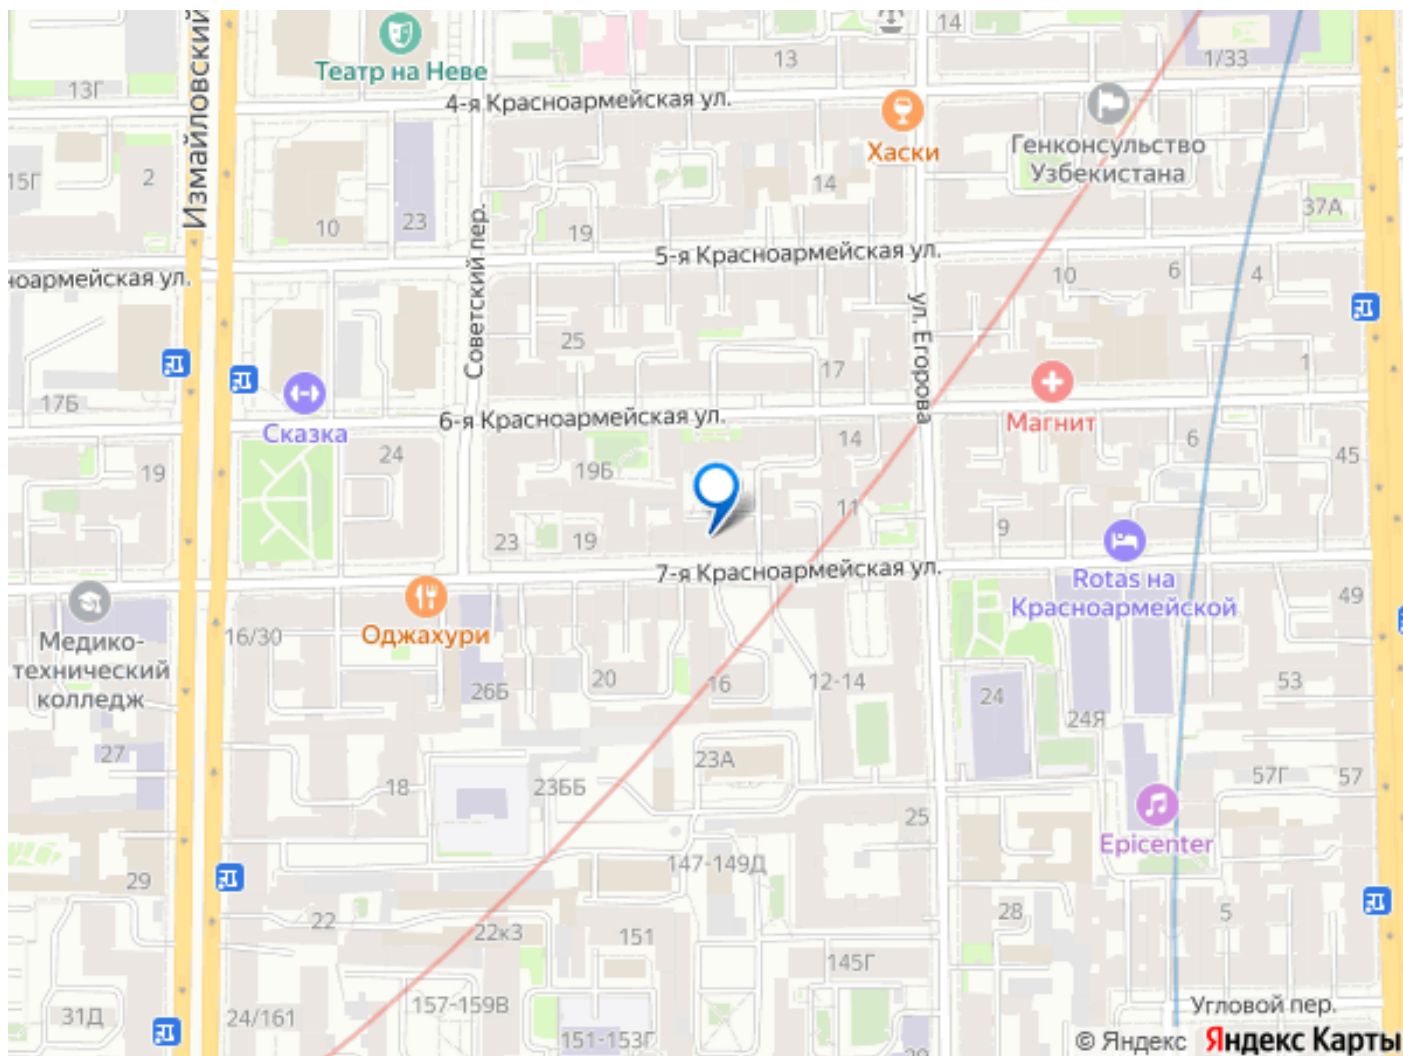 Измайловский
Театр на Неве
13Г
13
14
1/33
4-я Красноармейская ул.
Хаски
Генконсульство
Узбекистана
15Г
2
10
23
19
14
37А
ноармейская ул.
Советский пер.
5-я Красноармейская ул.
10
6
4
ул. Егорова
25
17
1
17Б
Сказка
6-я Красноармейская ул.
Магнит
19
24
19Б
14
6
45
23
19
11
9
7-я Красноармейская ул.
Rotas на
Красноармейской
49
Медико-
технический
колледж
16/30
Оджахури
26Б
20
16
12-14
24
24Я
53
27
18
23ББ
23А
57Г
57
25
Epicenter
29
22
22к3
147-149Д
151
28
5
145Г
31Д
24/161
157-159В
151-153Г
Угловой пер.
© Яндекс Яндекс Карты